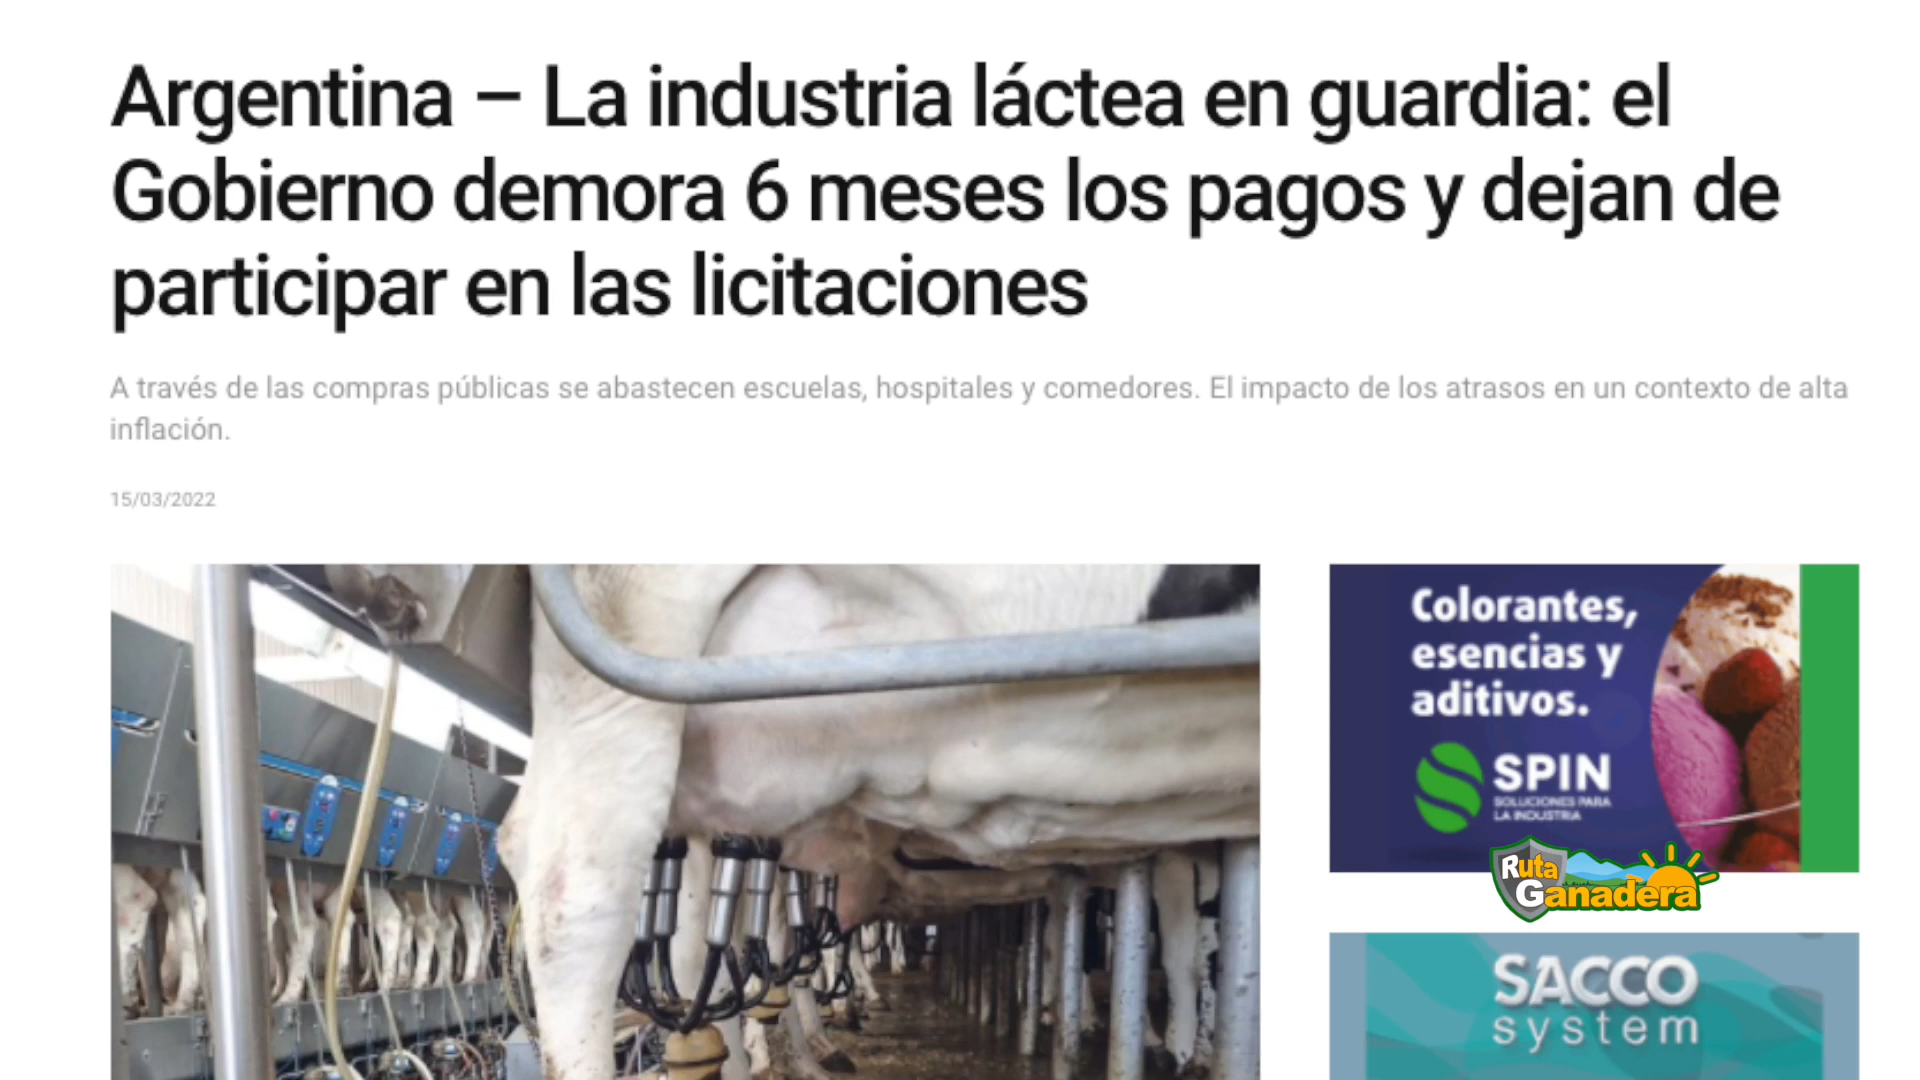 Argentina – La industria láctea en guardia: el
Gobierno demora 6 meses los pagos y dejan de
participar en las licitaciones
A través de las compras públicas se abastecen escuelas, hospitales y comedores. El impacto de los atrasos en un contexto de alta
inflación.
15/03/2022
Colorantes,
esencias y
aditivos.
SPIN
SOLUCIONES PARA
LA INDUSTRIA
Ruta
Ganadera
SACCO
system